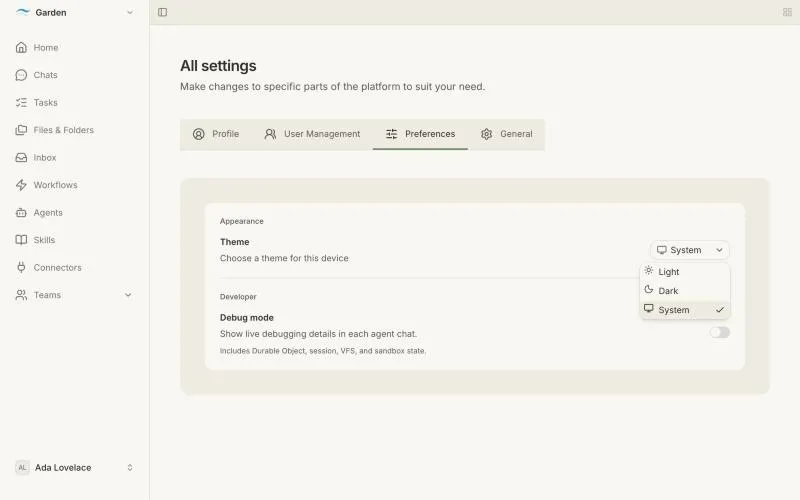 Garden
Home
Chats
Tasks
Files & Folders
Inbox
Workflows
Agents
Skills
Connectors
Teams
AL Ada Lovelace
All settings
Make changes to specific parts of the platform to suit your need.
Profile User Management Preferences General
Appearance
Theme
Choose a theme for this device
System
Light
Dark
System
Developer
Debug mode
Show live debugging details in each agent chat.
Includes Durable Object, session, VFS, and sandbox state.